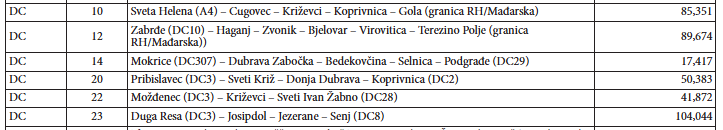 DC 10 Sveta Helena (A4) – Cugovec – Križevci – Koprivnica – Gola (granica RH/Mađarska) 85,351
DC 12 Zabrđe (DC10) – Haganj – Zvonik – Bjelovar – Virovitica – Terezino Polje (granica
RH/Mađarska)) 89,674
DC 14 Mokrice (DC307) – Dubrava Zabočka – Bedekovčina – Selnica – Podgrađe (DC29) 17,417
DC 20 Pribislavec (DC3) – Sveti Križ – Donja Dubrava – Koprivnica (DC2) 50,383
DC 22 Možđenec (DC3) – Križevci – Sveti Ivan Žabno (DC28) 41,872
DC 23 Duga Resa (DC3) – Josipdol – Jezerane – Senj (DC8) 104,044